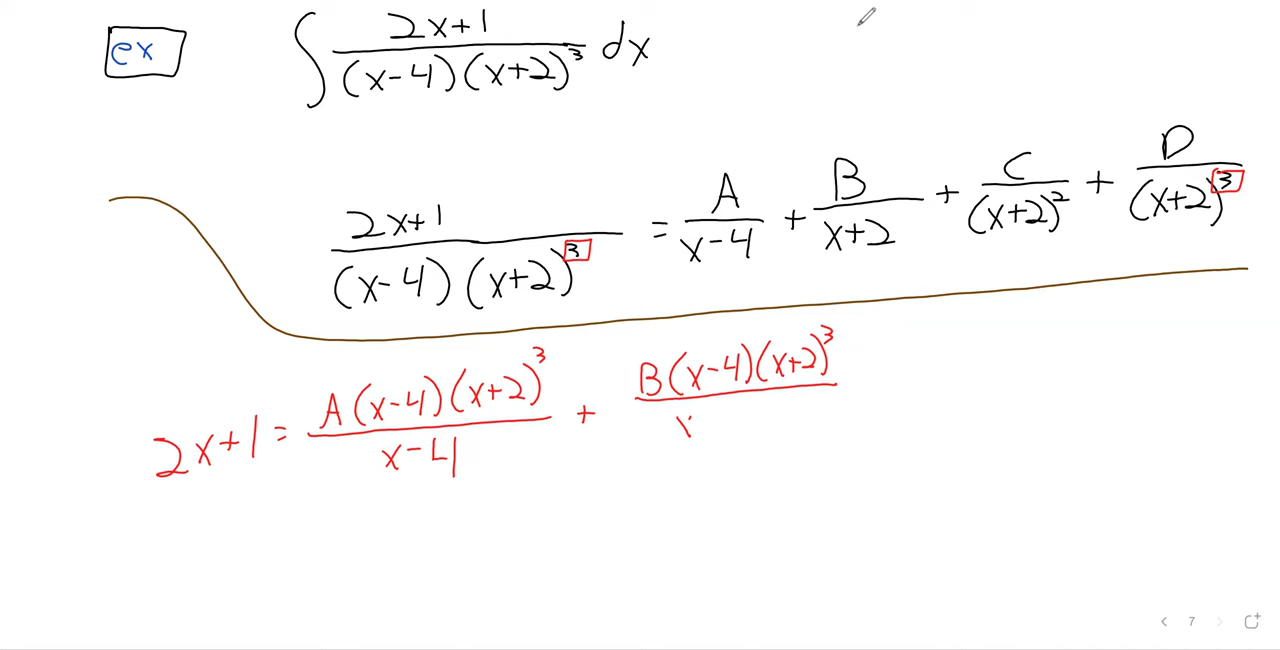 ex ∫ (2x+1)/((x-4)(x+2)³) dx
(2x+1)/((x-4)(x+2)³) = A/(x-4) + B/(x+2) + C/(x+2)² + D/(x+2)³
2x+1 = A(x-4)(x+2)³/(x-4) + B(x-4)(x+2)³/x
7